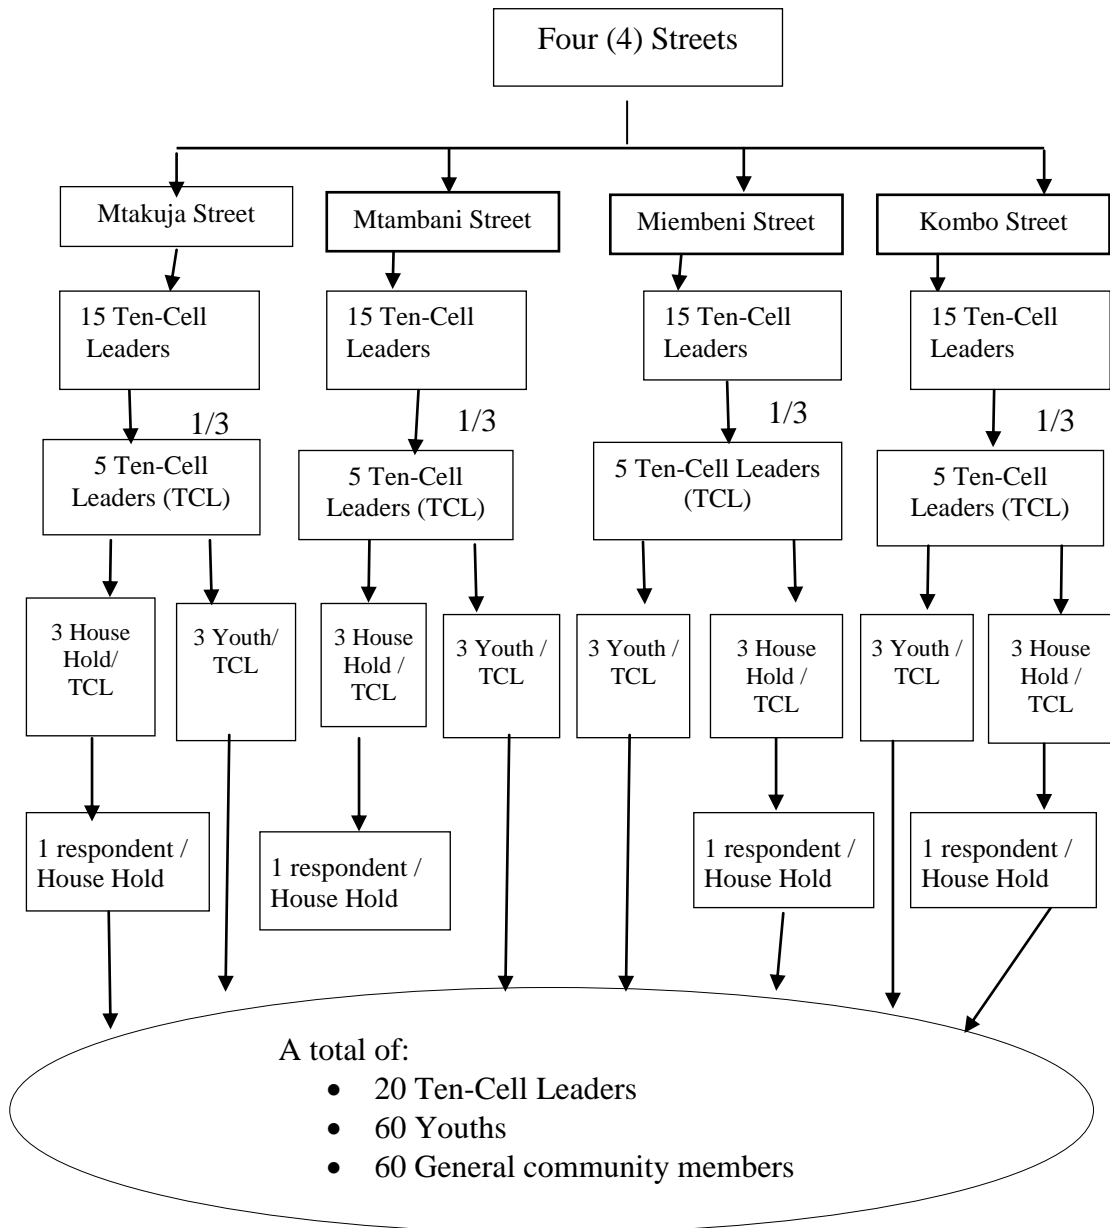 Four (4) Streets
Mtakuja Street
Mtambani Street
Miembeni Street
Kombo Street
15 Ten-Cell
Leaders
15 Ten-Cell
Leaders
15 Ten-Cell
Leaders
15 Ten-Cell
Leaders
1/3
1/3
1/3
1/3
5 Ten-Cell
Leaders (TCL)
5 Ten-Cell
Leaders (TCL)
5 Ten-Cell Leaders
(TCL)
5 Ten-Cell
Leaders (TCL)
3 House
Hold/
TCL
3 Youth/
TCL
3 House
Hold /
TCL
3 Youth /
TCL
3 Youth /
TCL
3 House
Hold /
TCL
3 Youth /
TCL
3 House
Hold /
TCL
1 respondent /
House Hold
1 respondent /
House Hold
1 respondent /
House Hold
1 respondent /
House Hold
A total of:
• 20 Ten-Cell Leaders
• 60 Youths
• 60 General community members